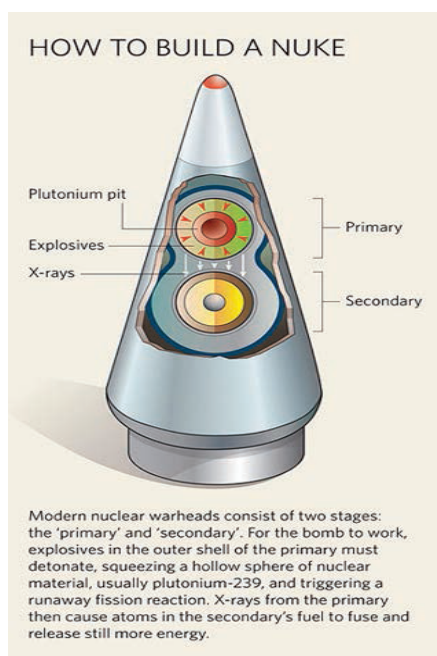 HOW TO BUILD A NUKE
Plutonium pit
Explosives
X-rays
Primary
Secondary
Modern nuclear warheads consist of two stages:
the ‘primary’ and ‘secondary’. For the bomb to work,
explosives in the outer shell of the primary must
detonate, squeezing a hollow sphere of nuclear
material, usually plutonium-239, and triggering a
runaway fission reaction. X-rays from the primary
then cause atoms in the secondary’s fuel to fuse and
release still more energy.